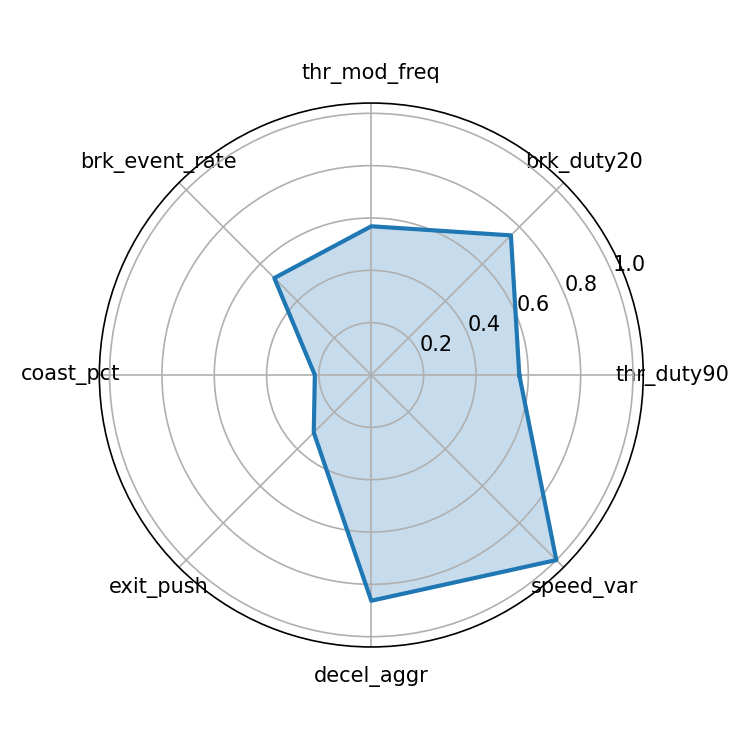 thr_mod_freq
brk_event_rate
brk_duty20
1.0
0.8
0.6
0.4
0.2
coast_pct
thr_duty90
exit_push
speed_var
decel_aggr